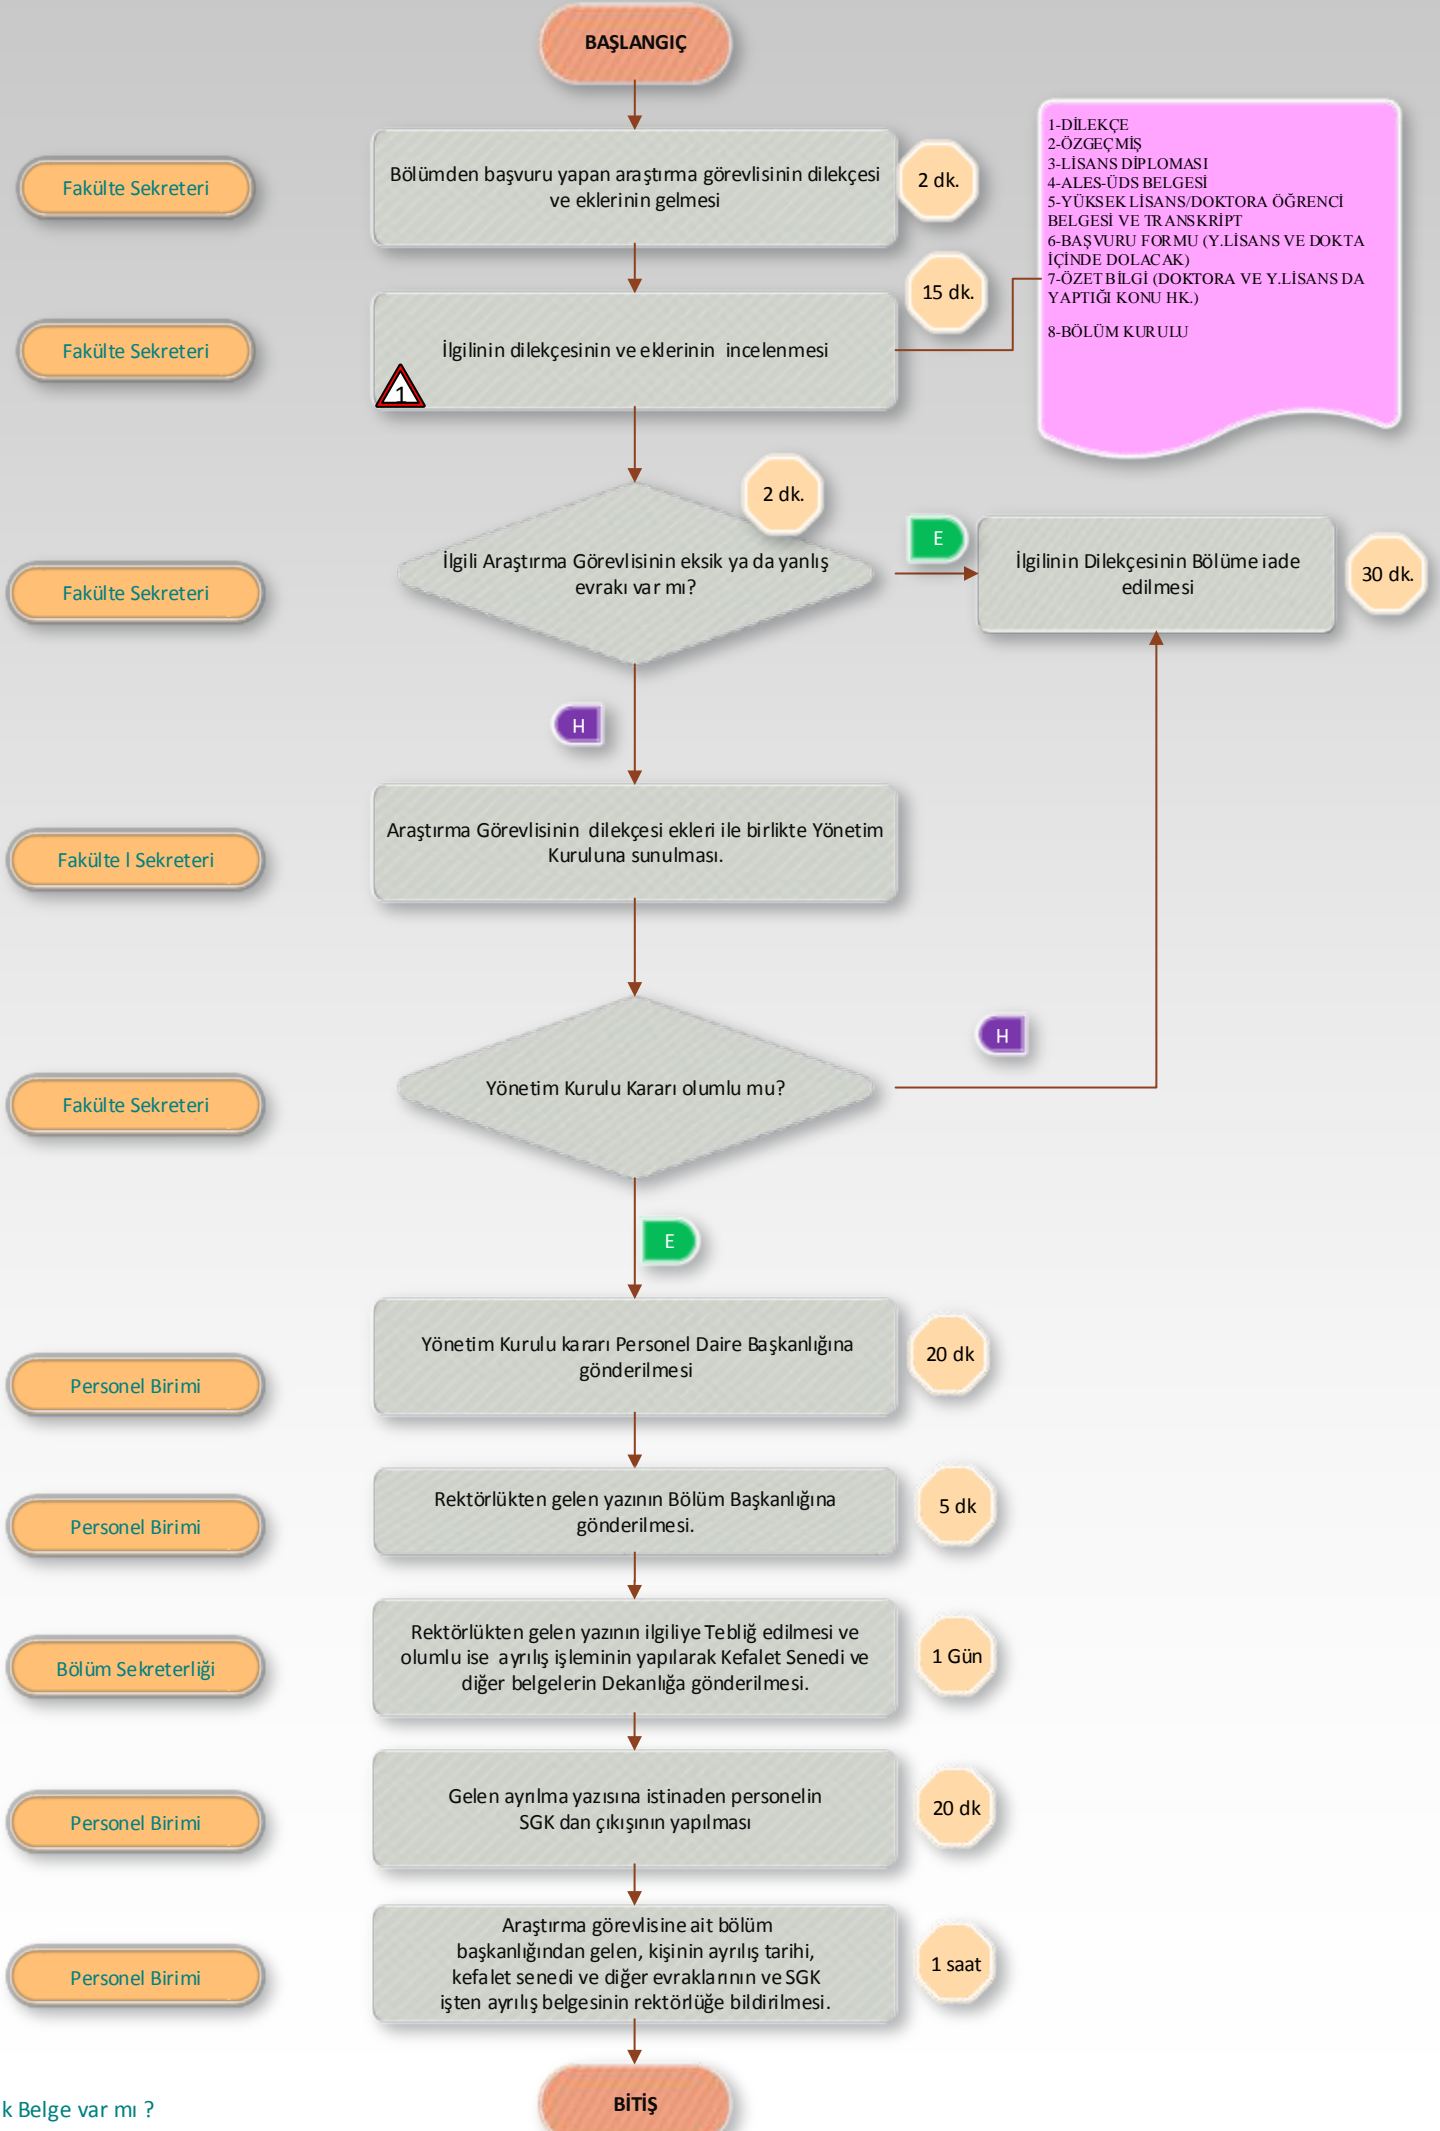 BAŞLANGIÇ
Fakülte Sekreteri
Bölümden başvuru yapan araştırma görevlisinin dilekçesi
ve eklerinin gelmesi
2 dk.
1-DİLEKÇE
2-ÖZGEÇMİŞ
3-LİSANS DİPLOMASI
4-ALES-ÜDS BELGESİ
5-YÜKSEK LİSANS/DOKTORA ÖĞRENCİ
BELGESİ VE TRANSKRİPT
6-BAŞVURU FORMU (Y.LİSANS VE DOKTA
İÇİNDE DOLACAK)
7-ÖZET BİLGİ (DOKTORA VE Y.LİSANS DA
YAPTIĞI KONU HK.)
8-BÖLÜM KURULU
Fakülte Sekreteri
İlgilinin dilekçesinin ve eklerinin incelenmesi
1
15 dk.
Fakülte Sekreteri
2 dk.
İlgili Araştırma Görevlisinin eksik ya da yanlış
evrakı var mı?
E
İlgilinin Dilekçesinin Bölüme iade
edilmesi
30 dk.
H
Fakülte l Sekreteri
Araştırma Görevlisinin dilekçesi ekleri ile birlikte Yönetim
Kuruluna sunulması.
Fakülte Sekreteri
Yönetim Kurulu Kararı olumlu mu?
H
E
Personel Birimi
Yönetim Kurulu kararı Personel Daire Başkanlığına
gönderilmesi
20 dk
Personel Birimi
Rektörlükten gelen yazının Bölüm Başkanlığına
gönderilmesi.
5 dk
Bölüm Sekreterliği
Rektörlükten gelen yazının ilgiliye Tebliğ edilmesi ve
olumlu ise ayrılış işleminin yapılarak Kefalet Senedi ve
diğer belgelerin Dekanlığa gönderilmesi.
1 Gün
Personel Birimi
Gelen ayrılma yazısına istinaden personelin
SGK dan çıkışının yapılması
20 dk
Personel Birimi
Araştırma görevlisine ait bölüm
başkanlığından gelen, kişinin ayrılış tarihi,
kefalet senedi ve diğer evraklarının ve SGK
işten ayrılış belgesinin rektörlüğe bildirilmesi.
1 saat
BİTİŞ
k Belge var mı ?